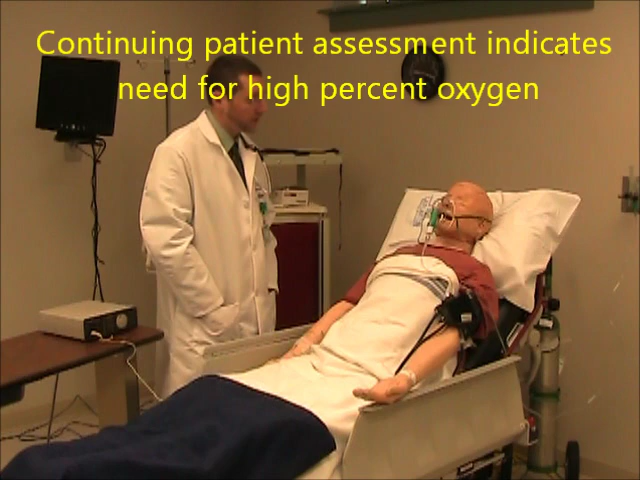 Continuing patient assessment indicates
need for high percent oxygen